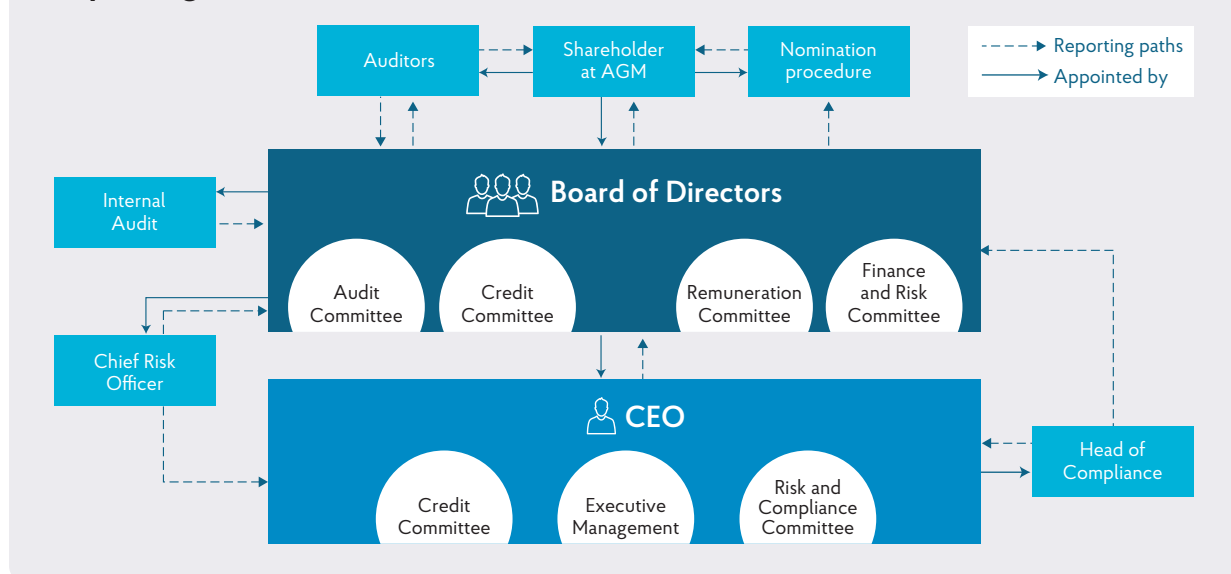 Auditors
Shareholder
at AGM
Nomination
procedure
Reporting paths
Appointed by
Internal
Audit
Board of Directors
Audit
Committee
Credit
Committee
Remuneration
Committee
Finance
and Risk
Committee
Chief Risk
Officer
CEO
Credit
Committee
Executive
Management
Risk and
Compliance
Committee
Head of
Compliance